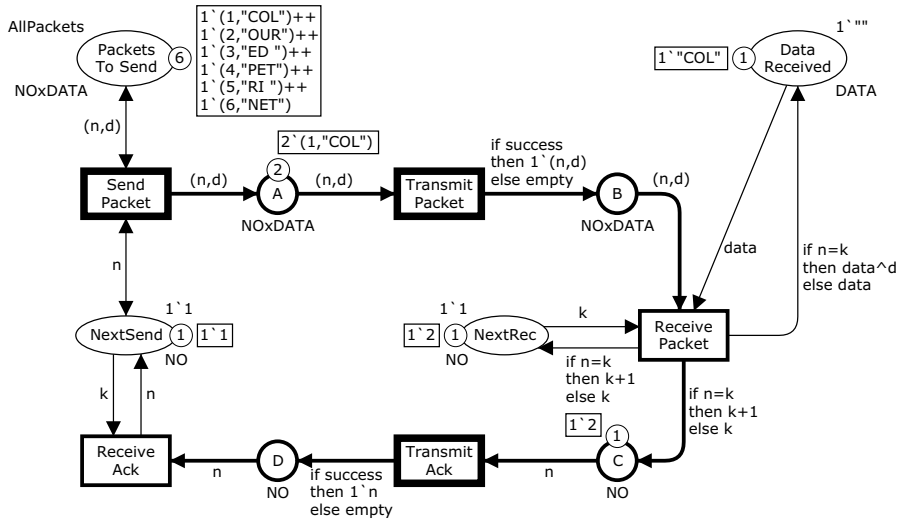 AllPackets
Packets
To Send
6
NOxDATA
1`(1,"COL")++
1`(2,"OUR")++
1`(3,"ED ")++
1`(4,"PET")++
1`(5,"RI ")++
1`(6,"NET")
1`""
1`"COL"
1
Data
Received
DATA
(n,d)
2`(1,"COL")
2
Send
Packet
(n,d)
A
NOxDATA
(n,d)
Transmit
Packet
if success
then 1`(n,d)
else empty
B
NOxDATA
(n,d)
n
data
if n=k
then data^d
else data
1`1
NextSend
1
1`1
NO
1`1
1`2
1
NextRec
NO
k
Receive
Packet
if n=k
then k+1
else k
k
n
if n=k
then k+1
else k
Receive
Ack
n
D
NO
if success
then 1`n
else empty
Transmit
Ack
n
1`2
1
C
NO